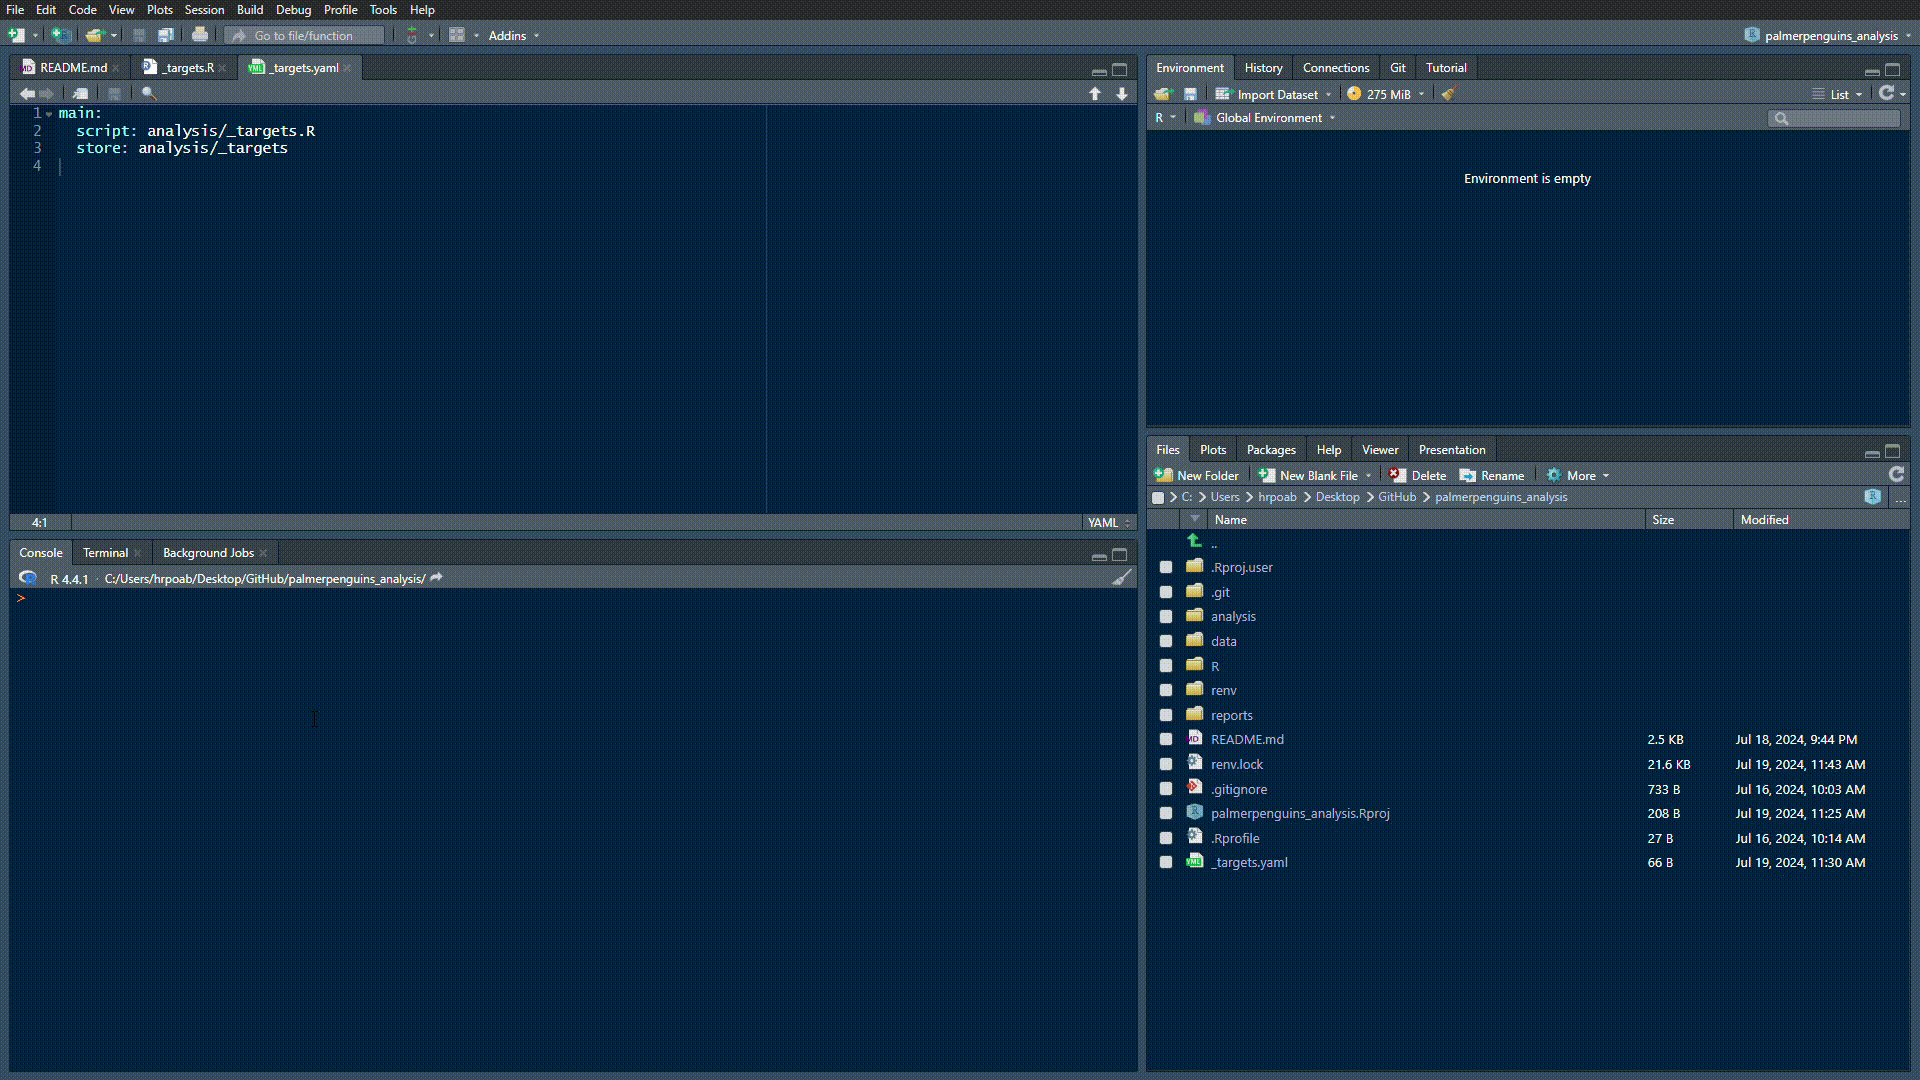 File Edit Code View Plots Session Build Debug Profile Tools Help
Go to file/function Addins palmerpenguins_analysis
README.md _targets.R _targets.yaml
1 main:
2 script: analysis/_targets.R
3 store: analysis/_targets
4
4:1 YAML
Console Terminal Background Jobs
R 4.4.1 · C:/Users/hrpoab/Desktop/GitHub/palmerpenguins_analysis/
>
Environment History Connections Git Tutorial
Import Dataset 275 MiB List
R Global Environment
Environment is empty
Files Plots Packages Help Viewer Presentation
New Folder New Blank File Delete Rename More
C: Users hrpoab Desktop GitHub palmerpenguins_analysis ...
Name Size Modified
..
.Rproj.user
.git
analysis
data
R
renv
reports
README.md 2.5 KB Jul 18, 2024, 9:44 PM
renv.lock 21.6 KB Jul 19, 2024, 11:43 AM
.gitignore 733 B Jul 16, 2024, 10:03 AM
palmerpenguins_analysis.Rproj 208 B Jul 19, 2024, 11:25 AM
.Rprofile 27 B Jul 16, 2024, 10:14 AM
_targets.yaml 66 B Jul 19, 2024, 11:30 AM